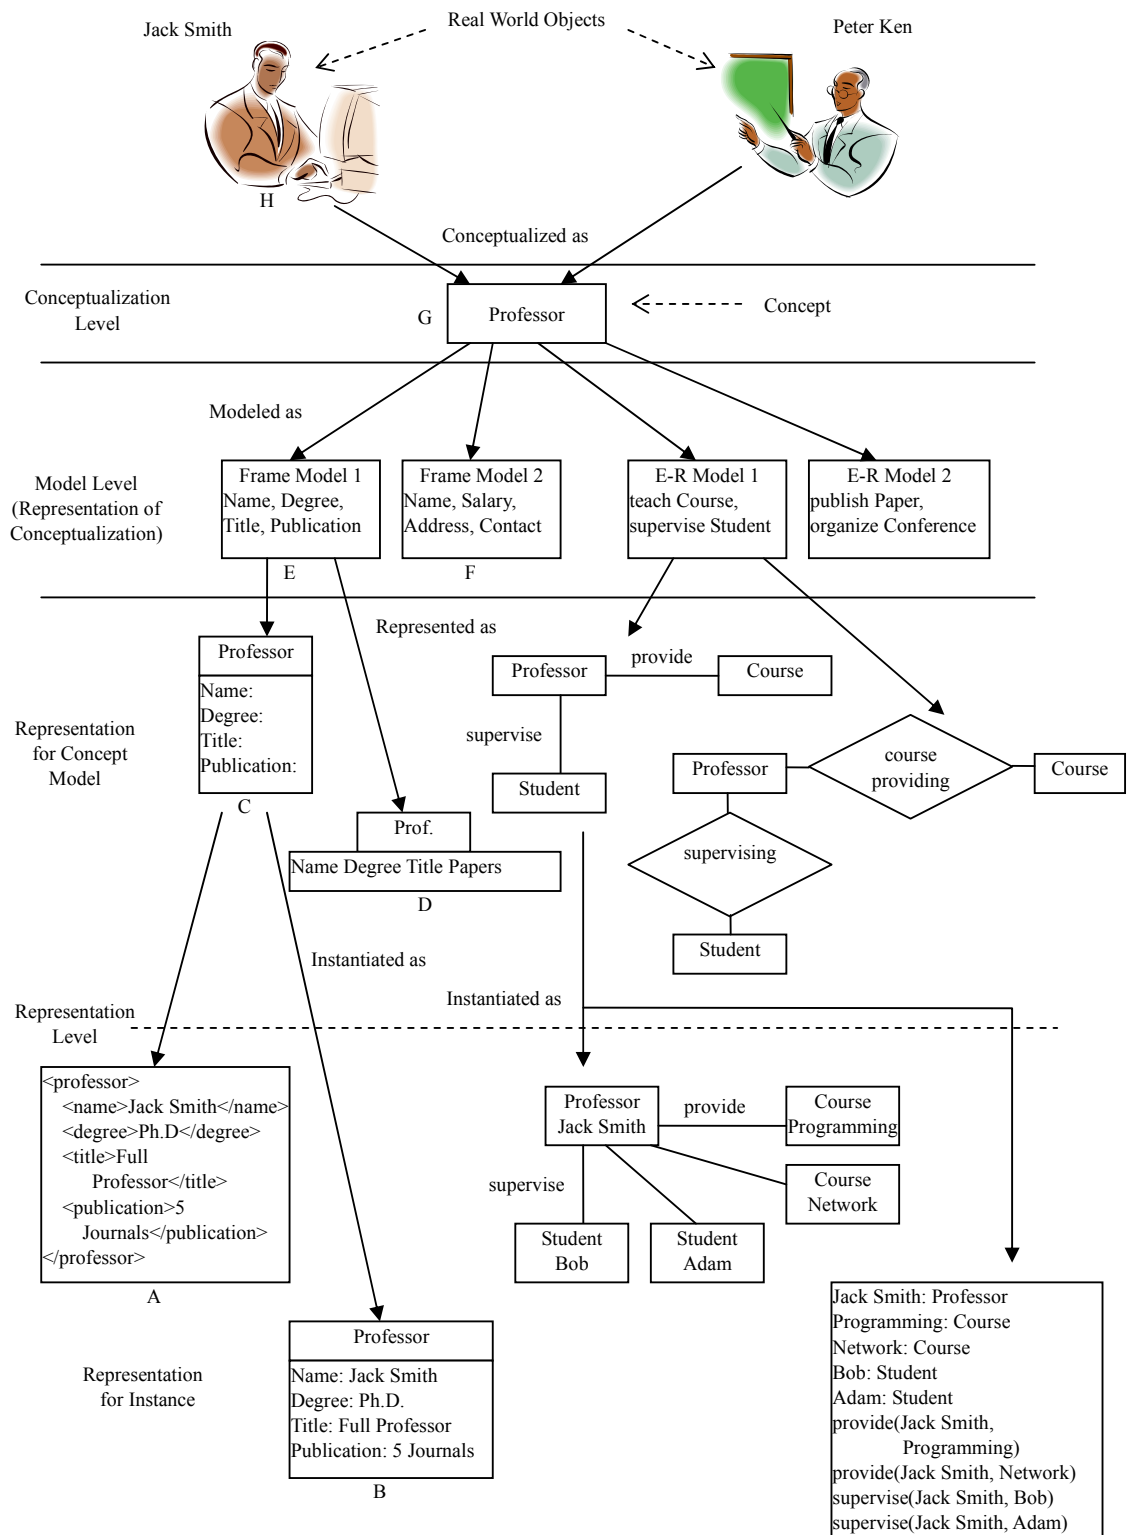 Real World Objects
Jack Smith
Peter Ken
H
Conceptualized as
Conceptualization
Level
G
Professor
Concept
Modeled as
Model Level
(Representation of
Conceptualization)
Frame Model 1
Name, Degree,
Title, Publication
E
Frame Model 2
Name, Salary,
Address, Contact
F
E-R Model 1
teach Course,
supervise Student
E-R Model 2
publish Paper,
organize Conference
Represented as
Representation
for Concept
Model
Professor
Name:
Degree:
Title:
Publication:
C
Prof.
Name Degree Title Papers
D
Professor
provide
Course
supervise
Student
Professor
course
providing
Course
supervising
Student
Instantiated as
Instantiated as
Representation
Level
<professor>
<name>Jack Smith</name>
<degree>Ph.D</degree>
<title>Full
Professor</title>
<publication>5
Journals</publication>
</professor>
A
Professor
Jack Smith
provide
Course
Programming
Course
Network
supervise
Student
Bob
Student
Adam
Representation
for Instance
Professor
Name: Jack Smith
Degree: Ph.D.
Title: Full Professor
Publication: 5 Journals
B
Jack Smith: Professor
Programming: Course
Network: Course
Bob: Student
Adam: Student
provide(Jack Smith,
Programming)
provide(Jack Smith, Network)
supervise(Jack Smith, Bob)
supervise(Jack Smith, Adam)